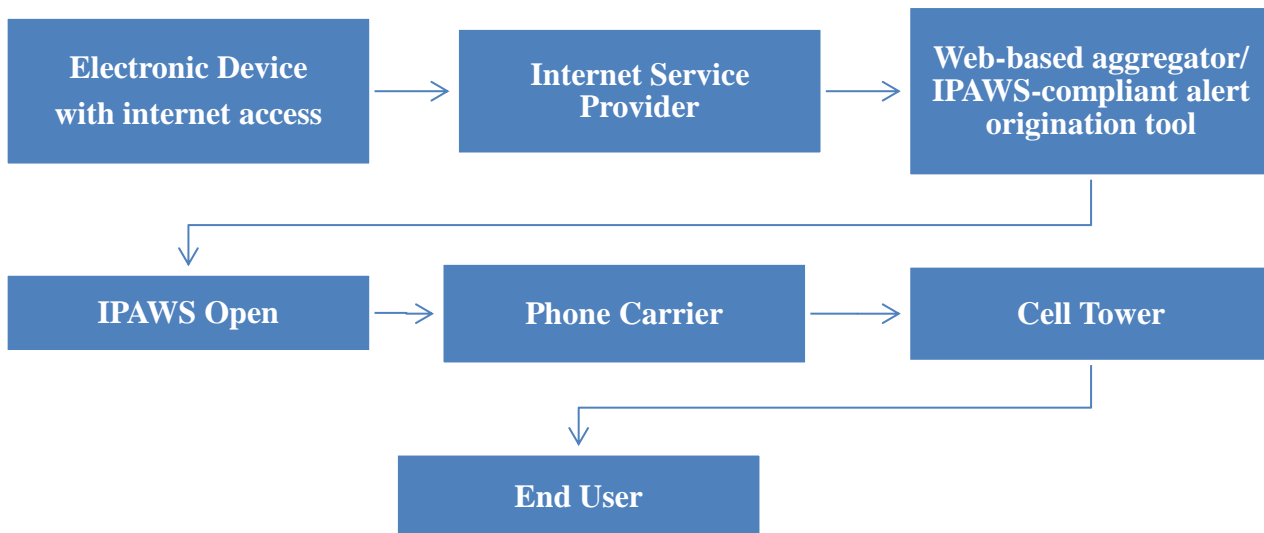 Electronic Device
with internet access
Internet Service
Provider
Web-based aggregator/
IPAWS-compliant alert
origination tool
IPAWS Open
Phone Carrier
Cell Tower
End User